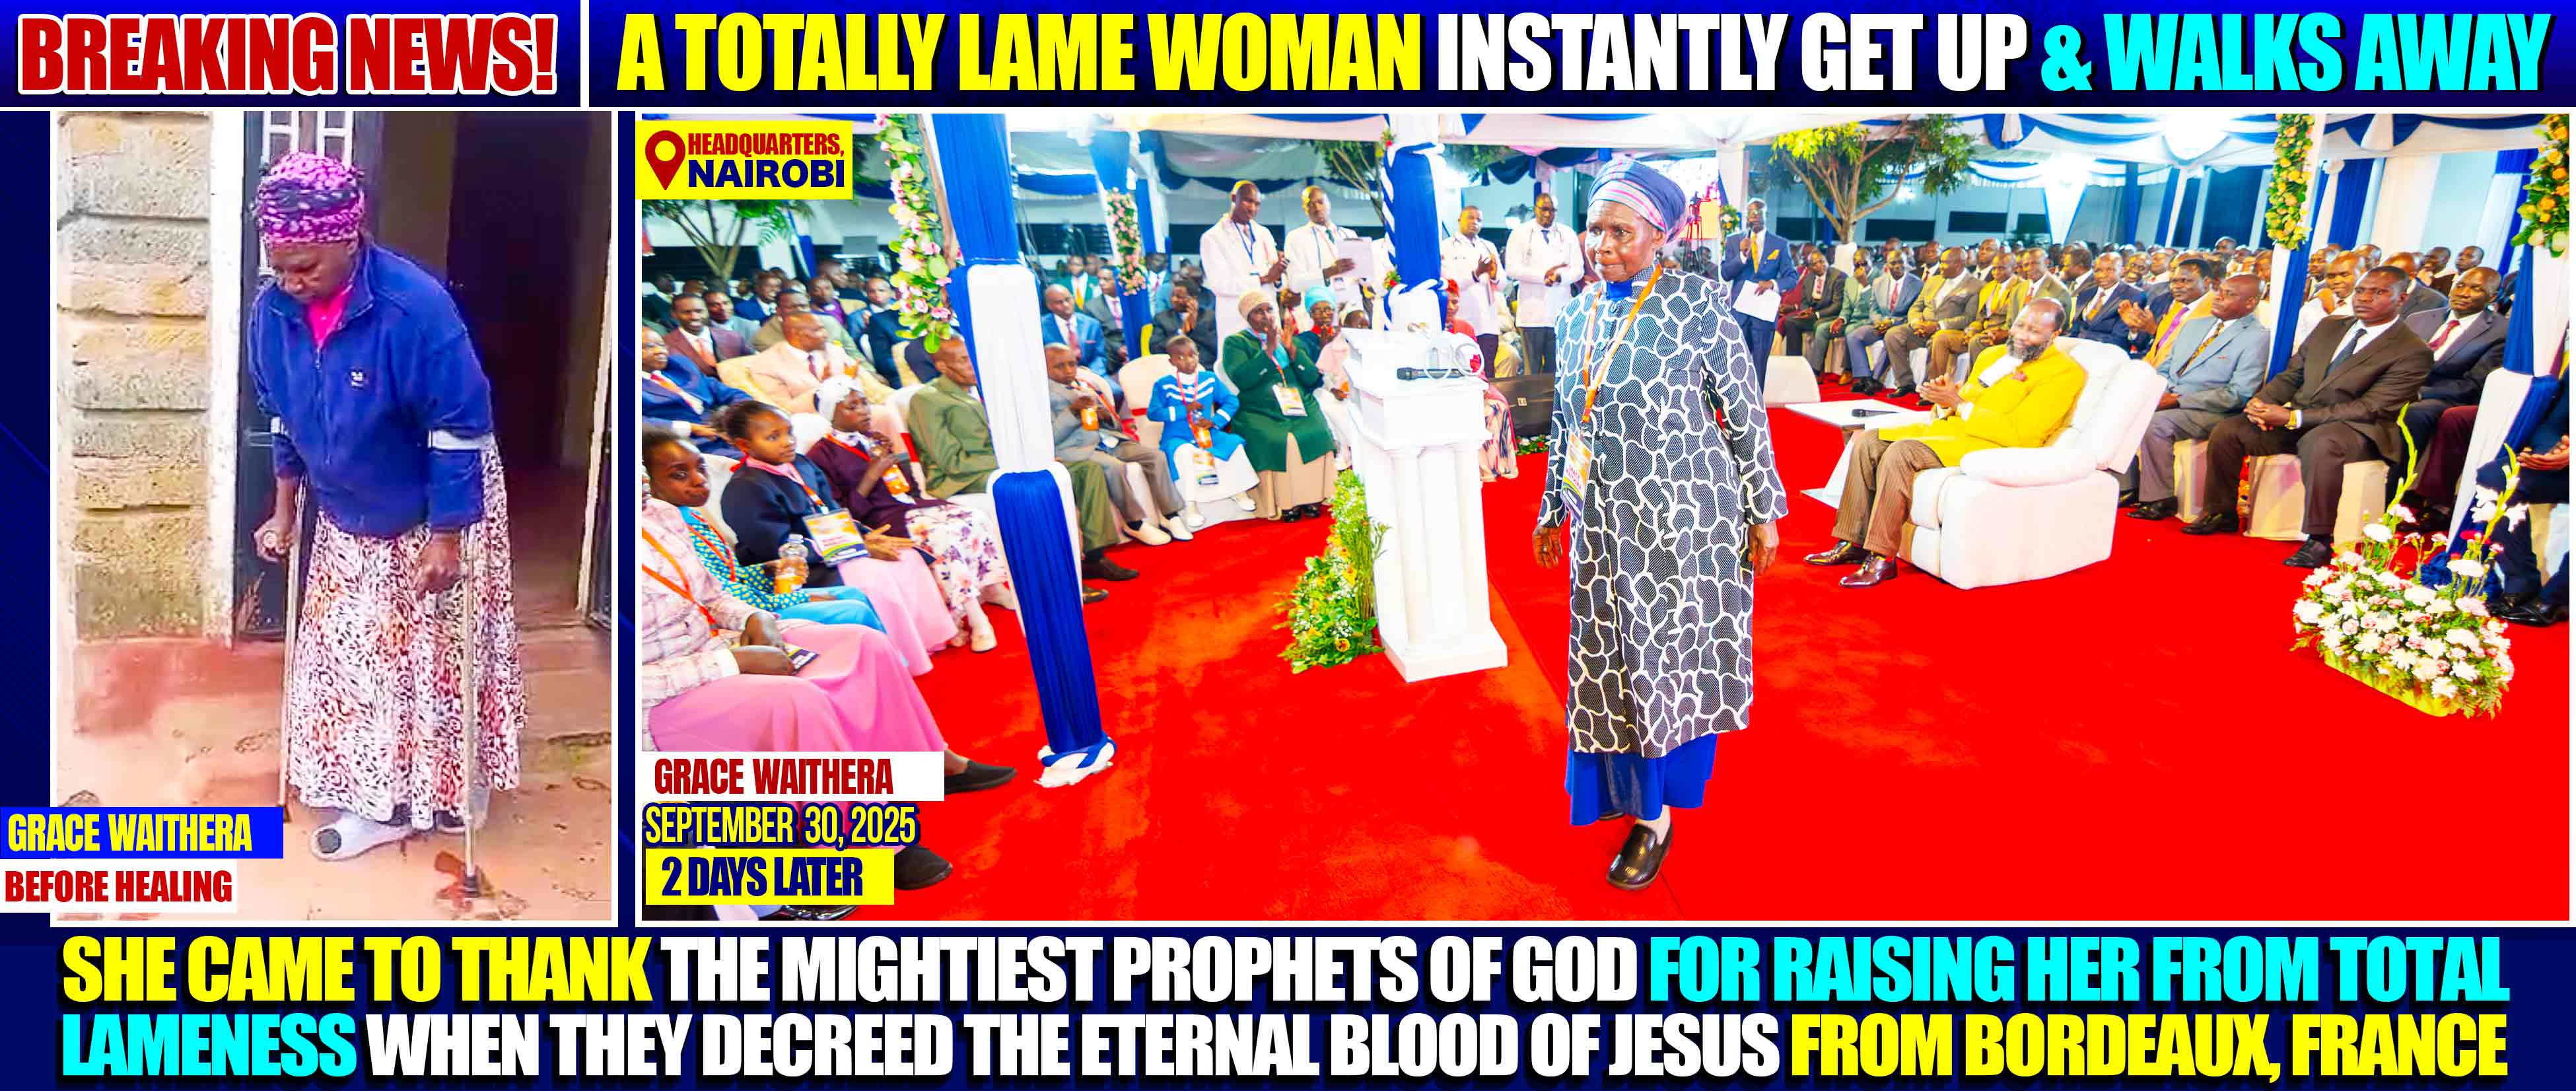 BREAKING NEWS!
A TOTALLY LAME WOMAN INSTANTLY GET UP & WALKS AWAY
HEADQUARTERS,
NAIROBI
GRACE WAITHERA
BEFORE HEALING
GRACE WAITHERA
SEPTEMBER 30, 2025
2 DAYS LATER
SHE CAME TO THANK THE MIGHTIEST PROPHETS OF GOD FOR RAISING HER FROM TOTAL
LAMENESS WHEN THEY DECREED THE ETERNAL BLOOD OF JESUS FROM BORDEAUX, FRANCE